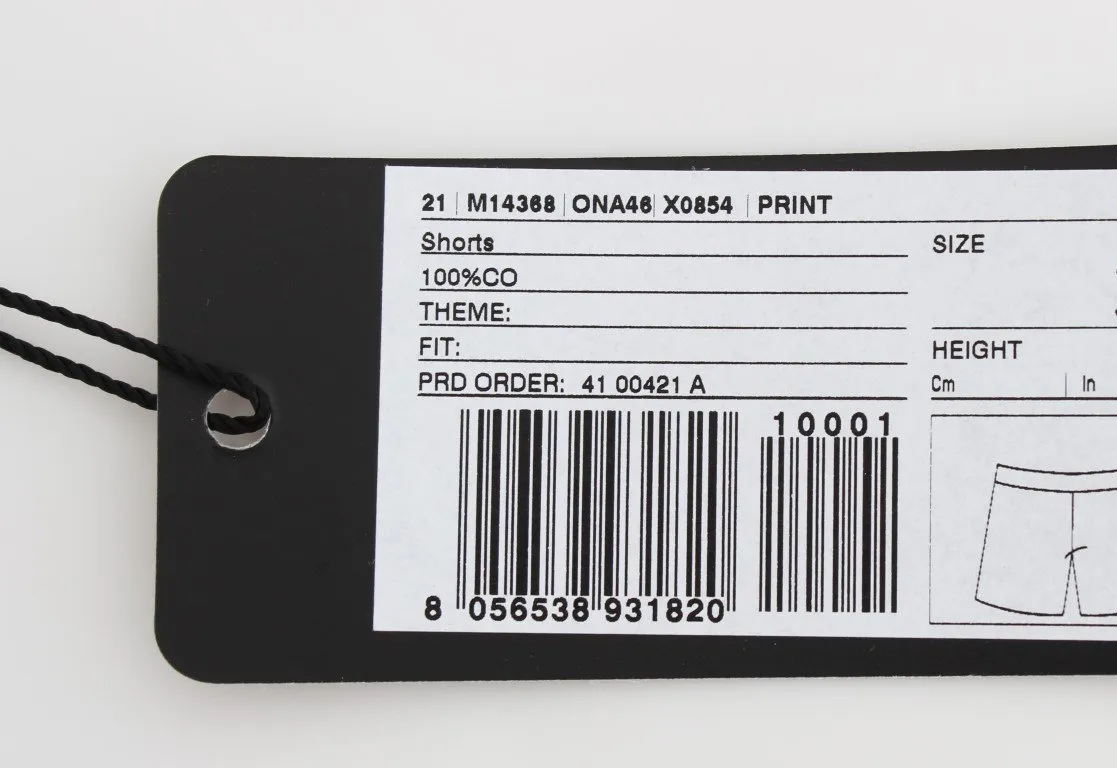 21 | M14368 | ONA46 | X0854 | PRINT
Shorts
100%CO
THEME:
FIT:
PRD ORDER: 41 00421 A
10001
8 056538 931820
SIZE
HEIGHT
Cm | In